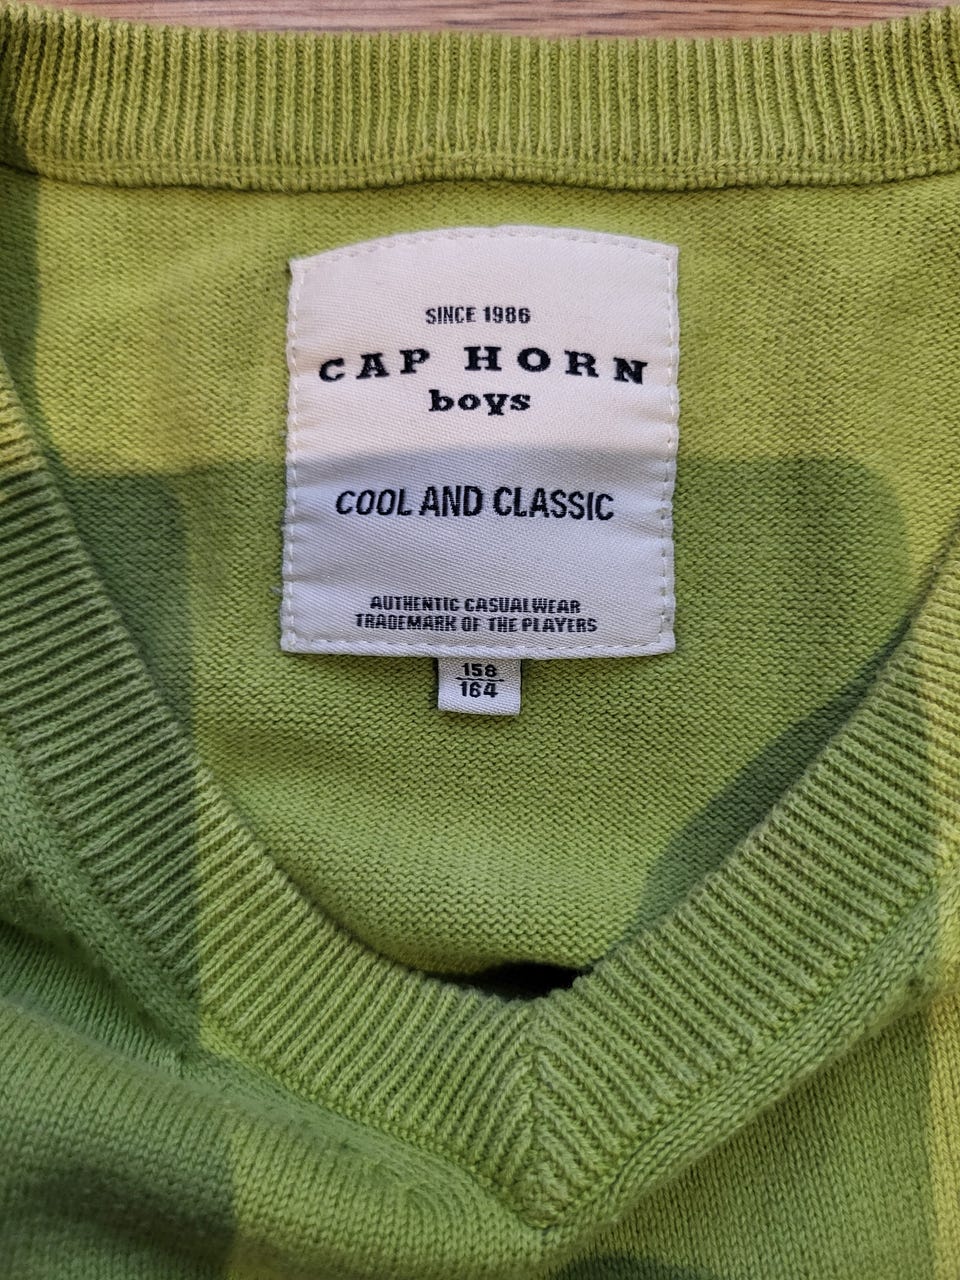 SINCE 1986
CAP HORN
boys
COOL AND CLASSIC
AUTHENTIC CASUALWEAR
TRADEMARK OF THE PLAYERS
158
164